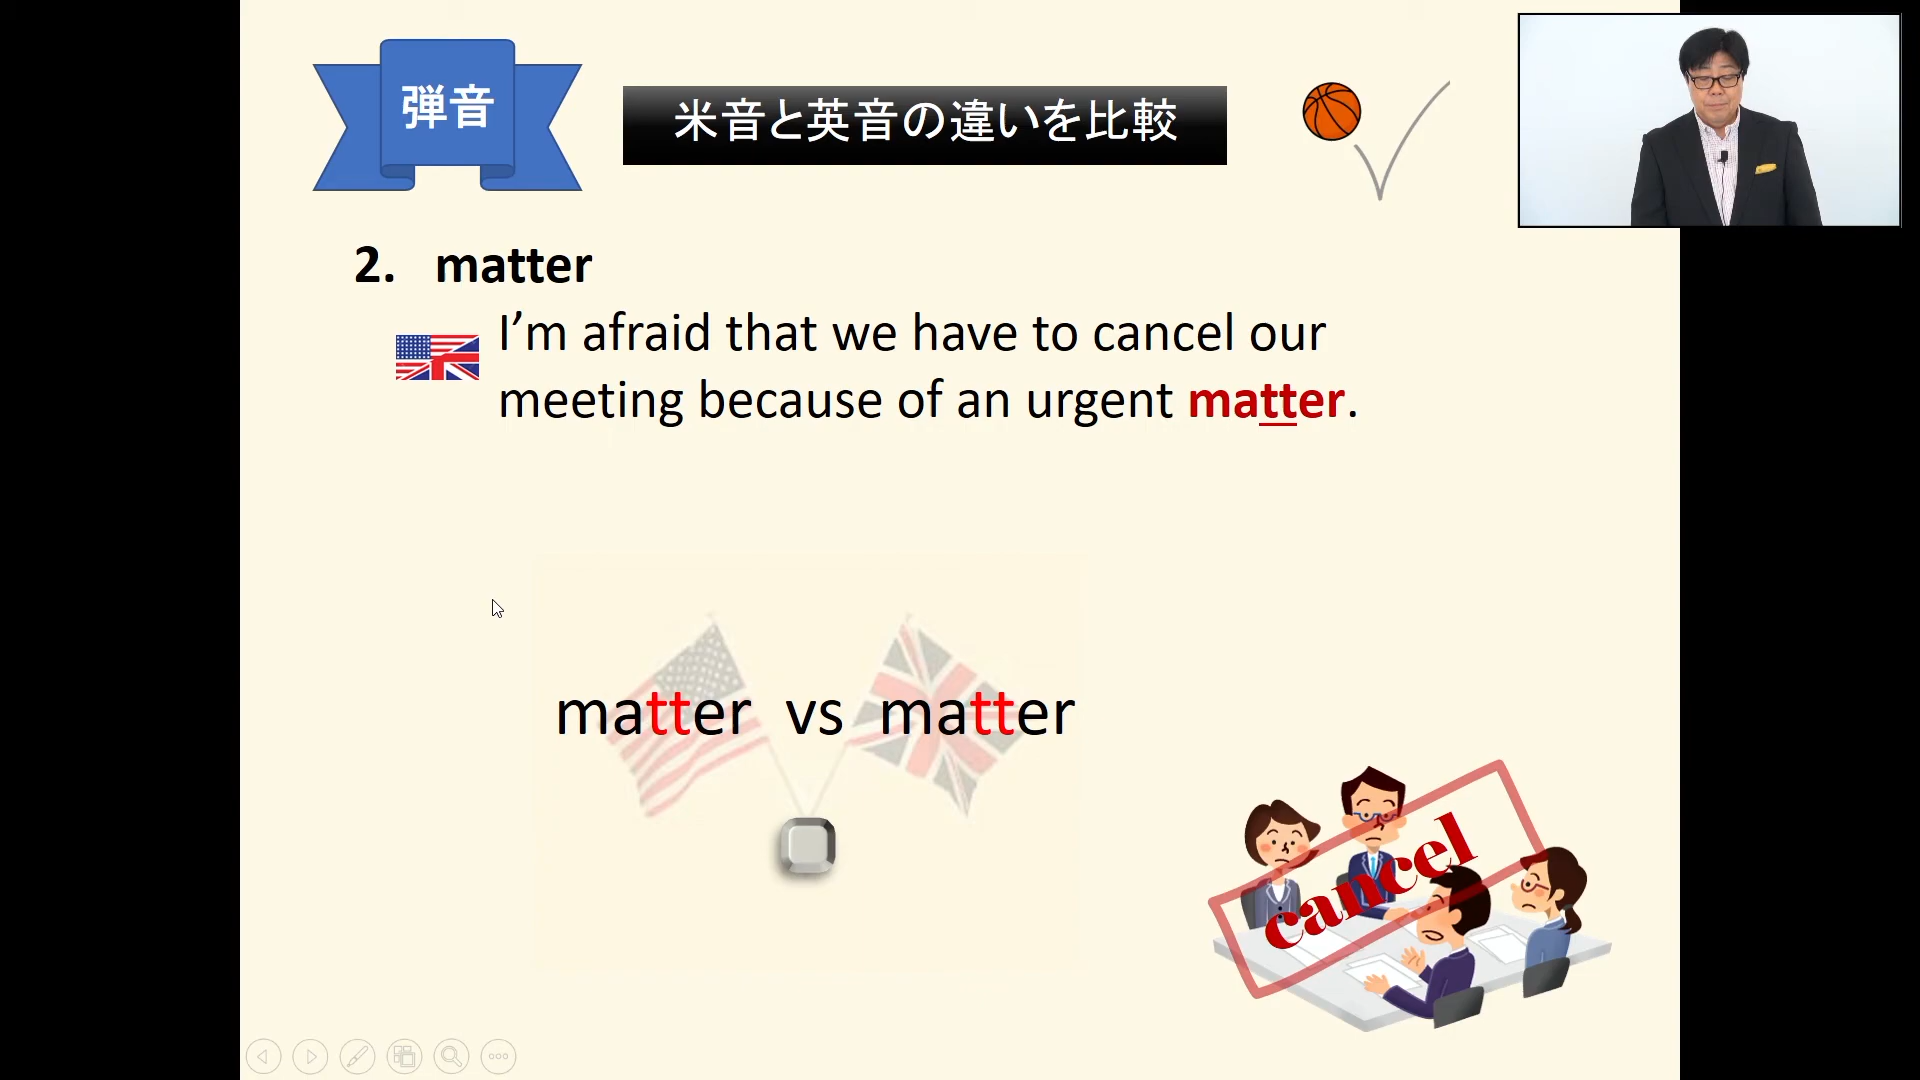 弾音
米音と英音の違いを比較
2. matter
I’m afraid that we have to cancel our
meeting because of an urgent matter.
matter vs matter
cancel